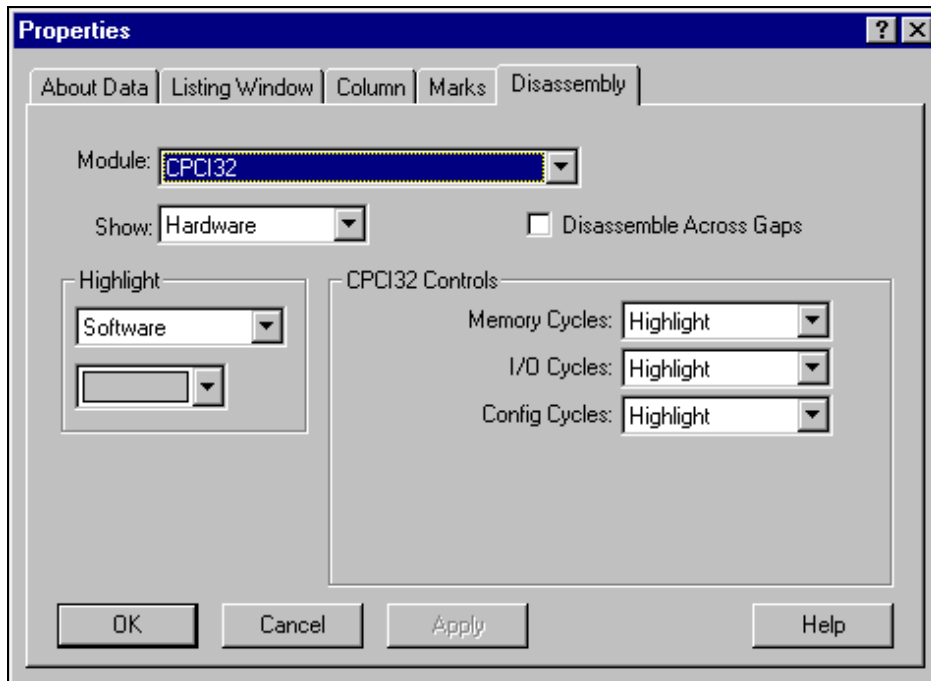 Properties
About Data Listing Window Column Marks Disassembly
Module: CPCI32
Show: Hardware Disassemble Across Gaps
Highlight CPCI32 Controls
Software Memory Cycles: Highlight
I/O Cycles: Highlight
Config Cycles: Highlight
OK Cancel Apply Help